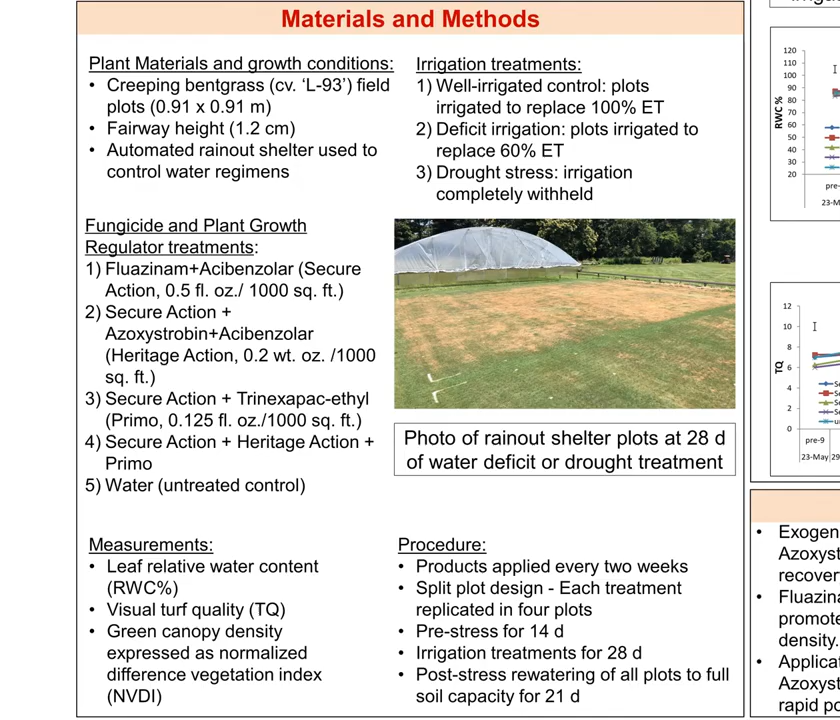 Materials and Methods
Plant Materials and growth conditions:
• Creeping bentgrass (cv. ‘L-93’) field
plots (0.91 x 0.91 m)
• Fairway height (1.2 cm)
• Automated rainout shelter used to
control water regimens
Irrigation treatments:
1) Well-irrigated control: plots
irrigated to replace 100% ET
2) Deficit irrigation: plots irrigated to
replace 60% ET
3) Drought stress: irrigation
completely withheld
Fungicide and Plant Growth
Regulator treatments:
1) Fluazinam+Acibenzolar (Secure
Action, 0.5 fl. oz./ 1000 sq. ft.)
2) Secure Action +
Azoxystrobin+Acibenzolar
(Heritage Action, 0.2 wt. oz. /1000
sq. ft.)
3) Secure Action + Trinexapac-ethyl
(Primo, 0.125 fl. oz./1000 sq. ft.)
4) Secure Action + Heritage Action +
Primo
5) Water (untreated control)
Photo of rainout shelter plots at 28 d
of water deficit or drought treatment
Measurements:
• Leaf relative water content
(RWC%)
• Visual turf quality (TQ)
• Green canopy density
expressed as normalized
difference vegetation index
(NVDI)
Procedure:
• Products applied every two weeks
• Split plot design - Each treatment
replicated in four plots
• Pre-stress for 14 d
• Irrigation treatments for 28 d
• Post-stress rewatering of all plots to full
soil capacity for 21 d
RWC %
120
110
100
90
80
70
60
50
40
30
20
pre-
23-M
TQ
12
10
8
6
4
2
0
pre-9
23-May 29
• Exogen
Azoxyst
recover
• Fluazina
promote
density.
• Applicat
Azoxyst
rapid po